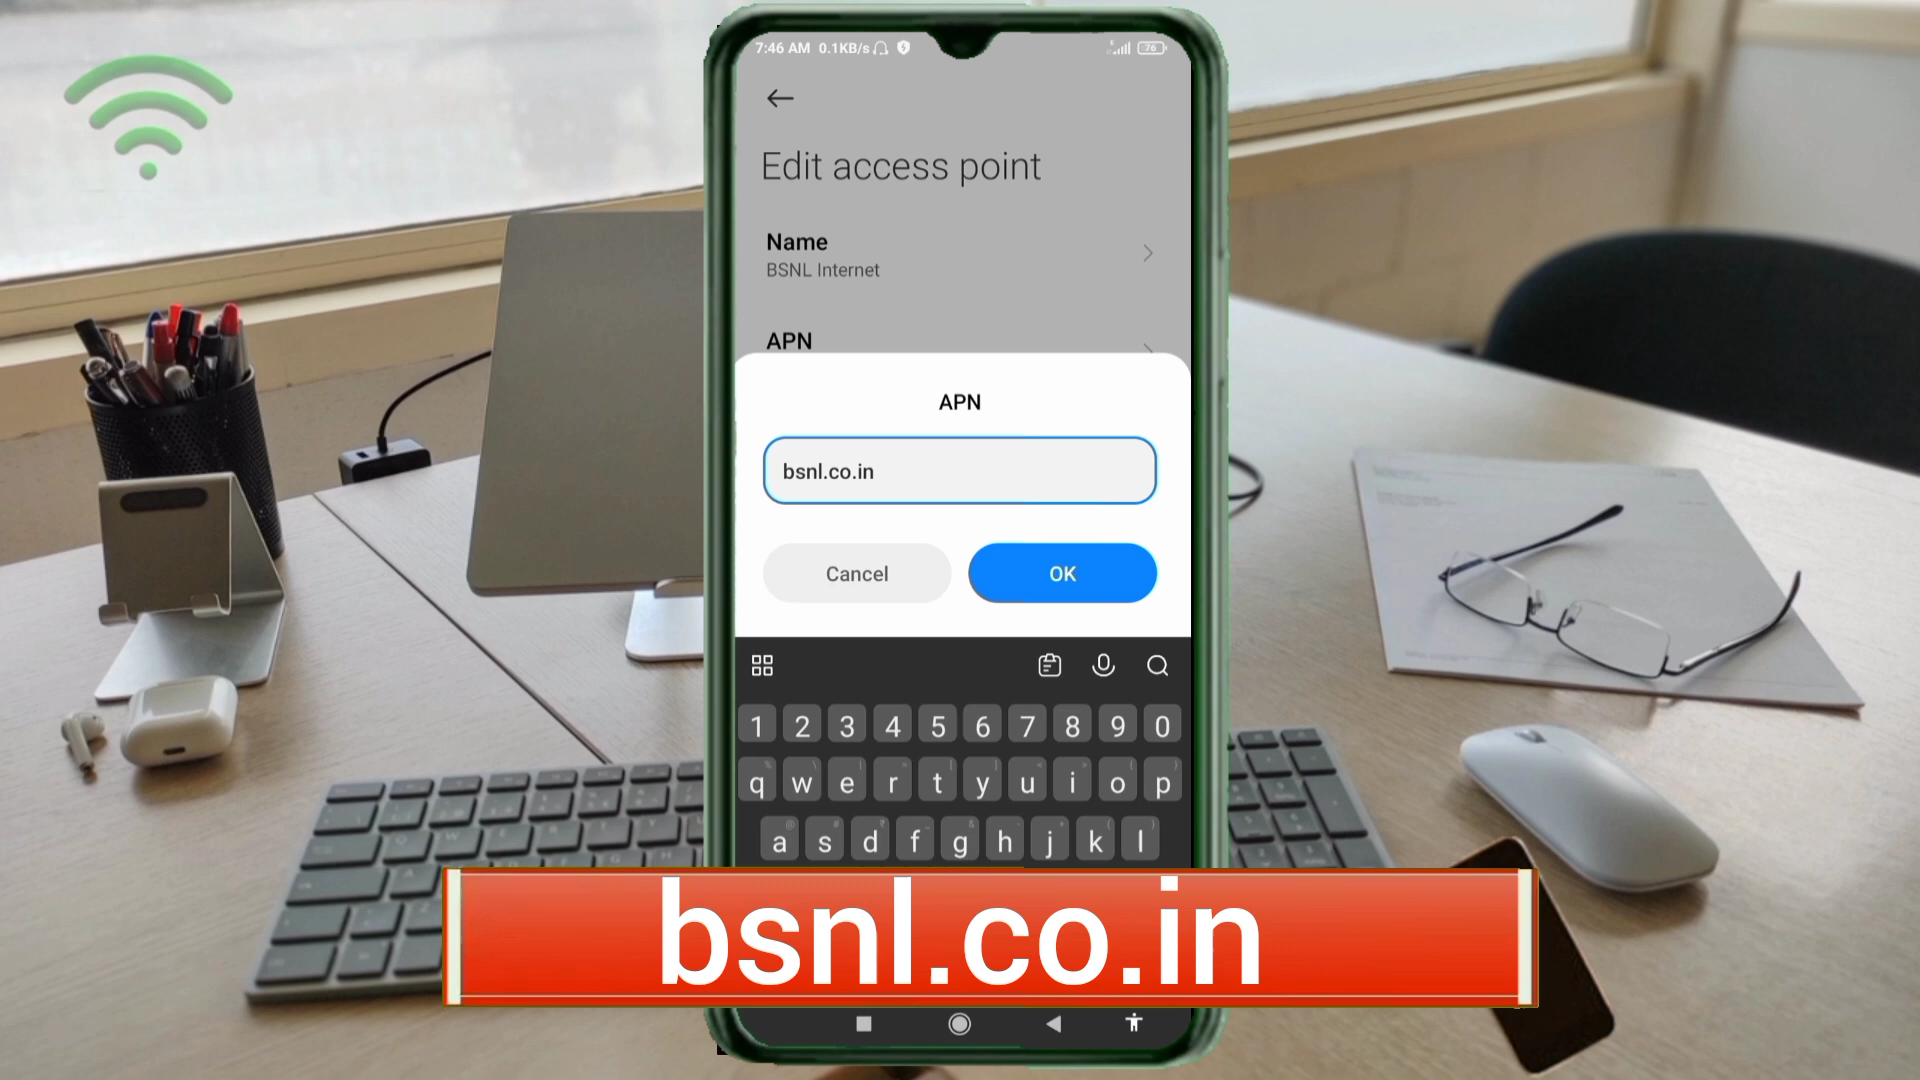 7:46 AM 0.1KB/s
76
Edit access point
Name
BSNL Internet
APN
APN
bsnl.co.in
Cancel OK
1 2 3 4 5 6 7 8 9 0
q w e r t y u i o p
a s d f g h j k l
bsnl.co.in